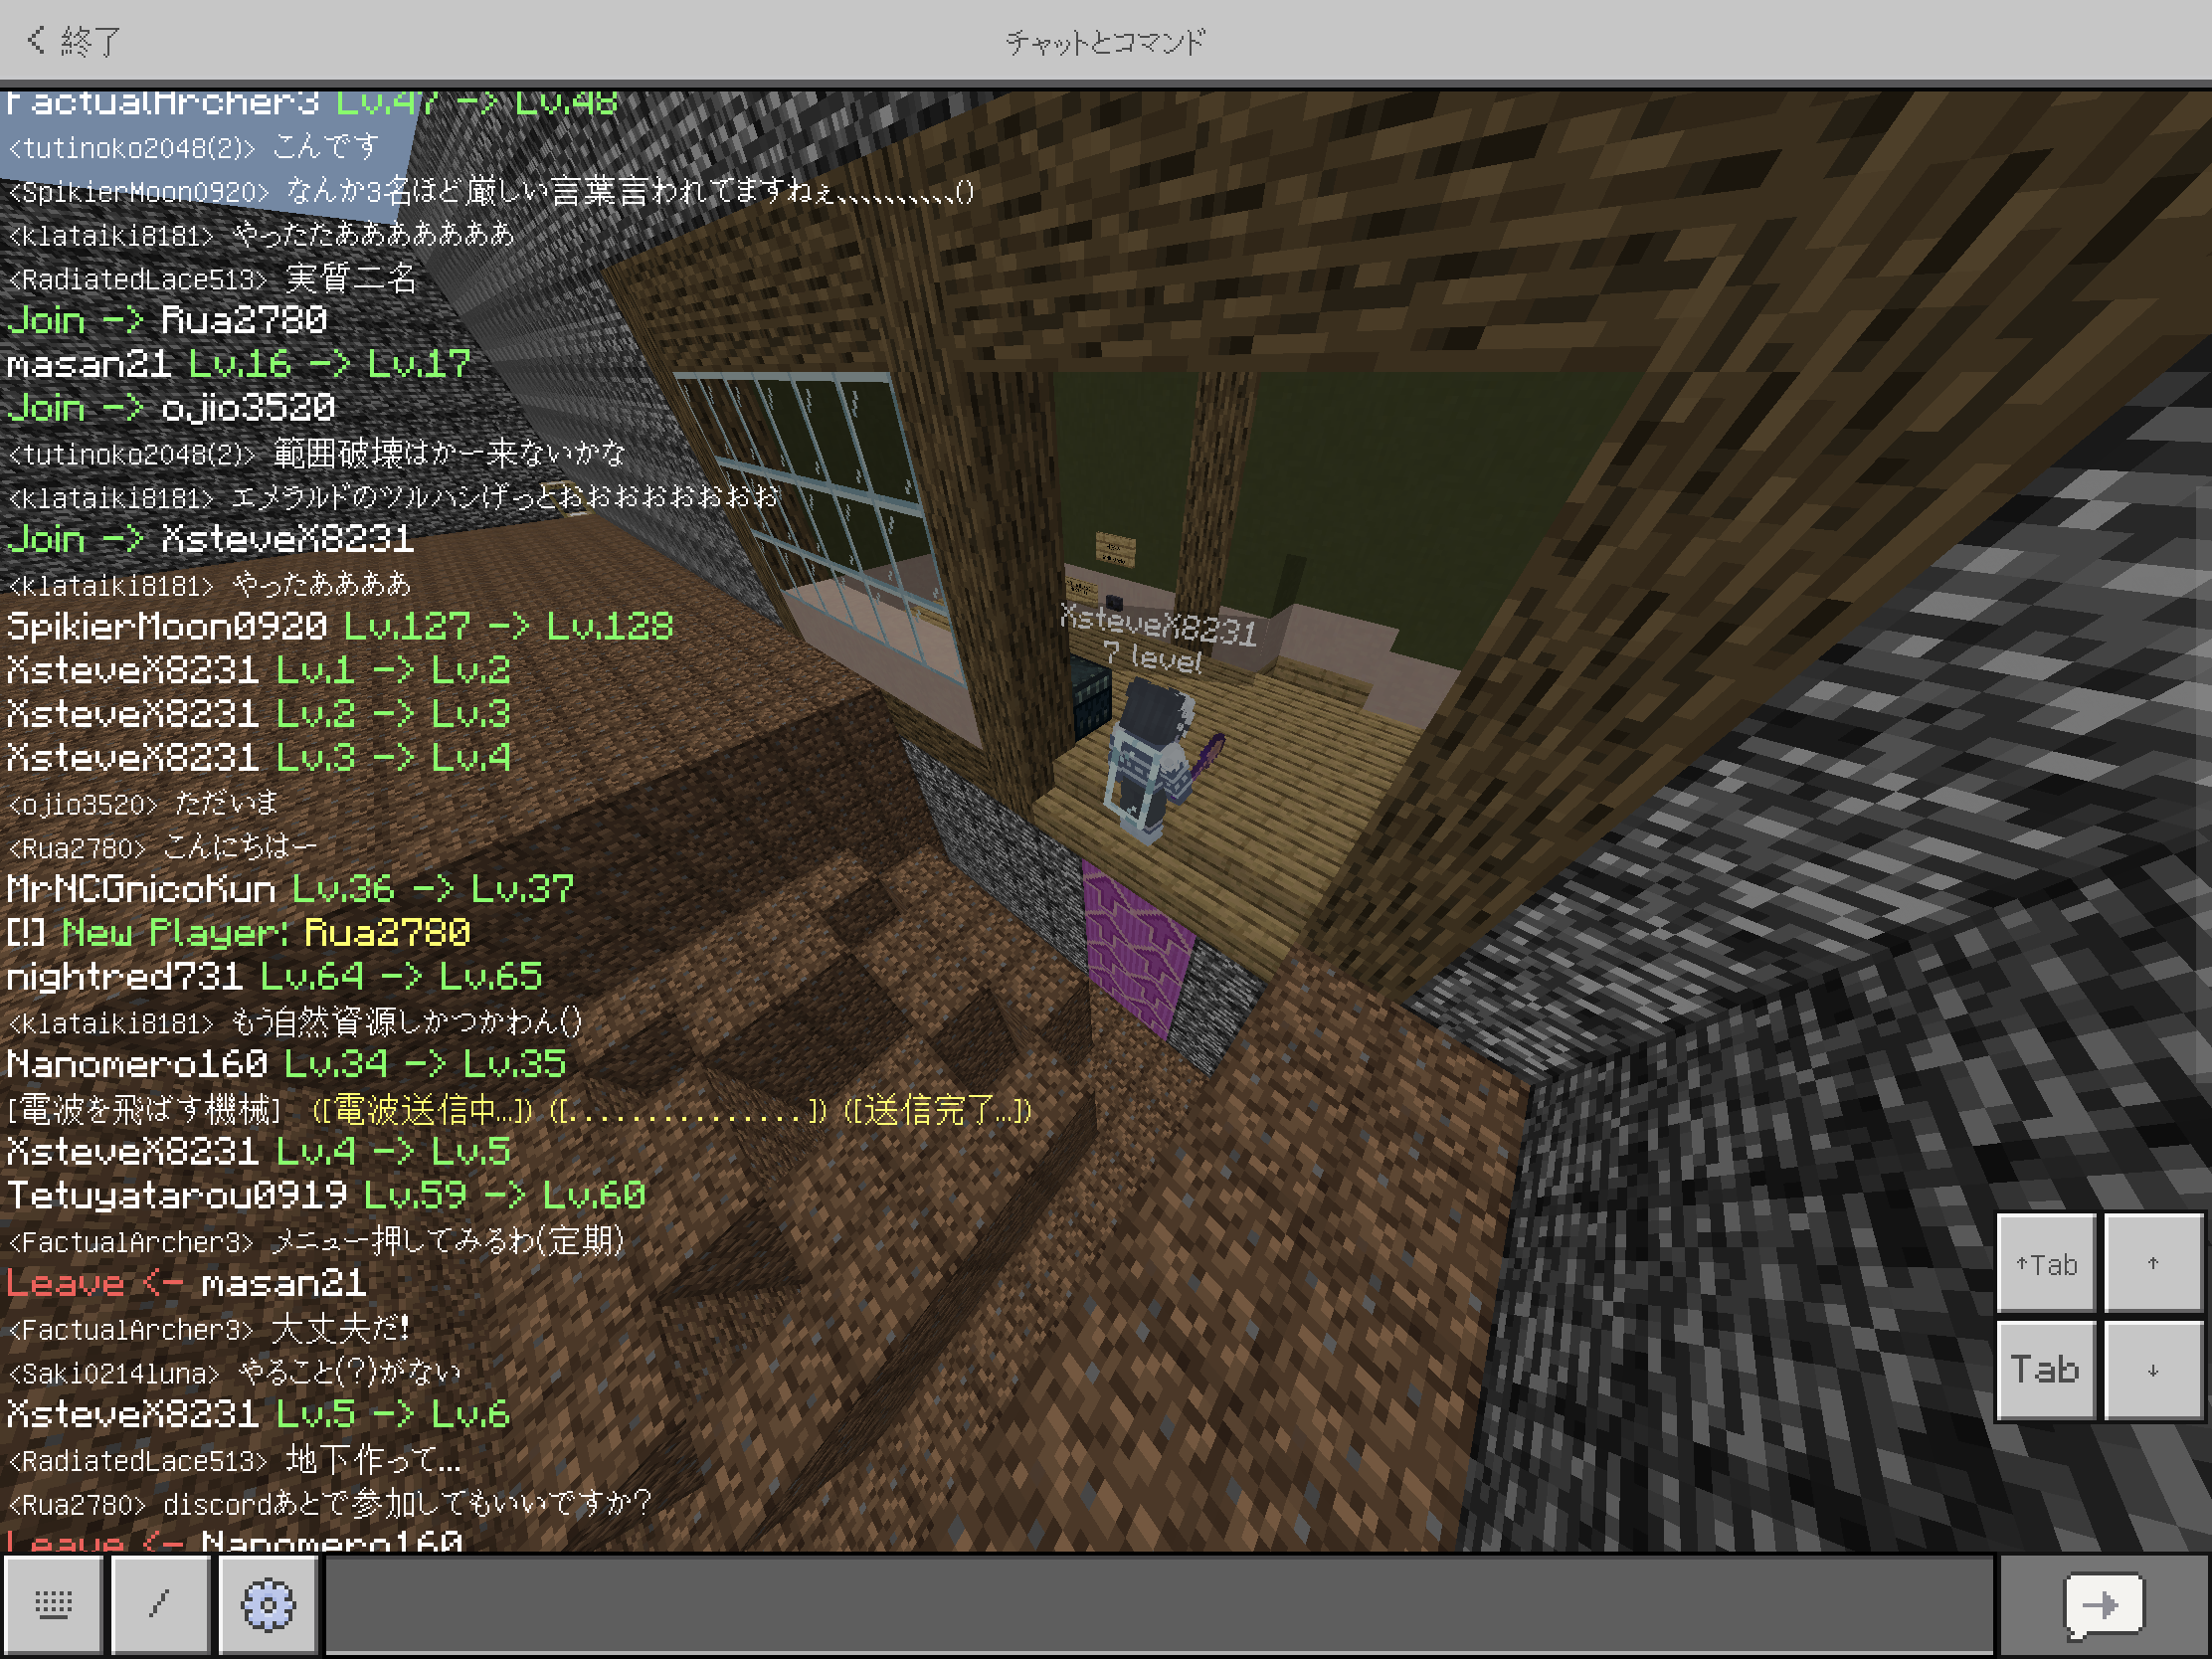 終了
チャットとコマンド
FactualArcher3 Lv.47 -> Lv.48
<tutinoko2048(2)> こんです
<SpikierMoon0920> なんか3名ほど厳しい言葉言われてますねぇ、、、、、、、、、、()
<klataiki8181> やったたあああああああ
<RadiatedLace513> 実質二名
Join -> Rua2780
masan21 Lv.16 -> Lv.17
Join -> ojio3520
<tutinoko2048(2)> 範囲破壊はかー来ないかな
<klataiki8181> エメラルドのツルハシげっとおおおおおおおお
Join -> XsteveX8231
<klataiki8181> やったああああ
SpikierMoon0920 Lv.127 -> Lv.128
XsteveX8231 Lv.1 -> Lv.2
XsteveX8231 Lv.2 -> Lv.3
XsteveX8231 Lv.3 -> Lv.4
<ojio3520> ただいま
<Rua2780> こんにちはー
MrNCGnicoKun Lv.36 -> Lv.37
[!] New Player: Rua2780
nightred731 Lv.64 -> Lv.65
<klataiki8181> もう自然資源しかつかわん()
Nanomero160 Lv.34 -> Lv.35
[電波を飛ばす機械] ([電波送信中...]) ([...............]) ([送信完了...])
XsteveX8231 Lv.4 -> Lv.5
Tetuyatarou0919 Lv.59 -> Lv.60
<FactualArcher3> メニュー押してみるわ(定期)
Leave <- masan21
<FactualArcher3> 大丈夫だ!
<Saki0214luna> やること(?)がない
XsteveX8231 Lv.5 -> Lv.6
<RadiatedLace513> 地下作って...
<Rua2780> discordあとで参加してもいいですか?
Leave <- Nanomero160
XsteveX8231
7 level
↑Tab
↑
Tab
↓
/